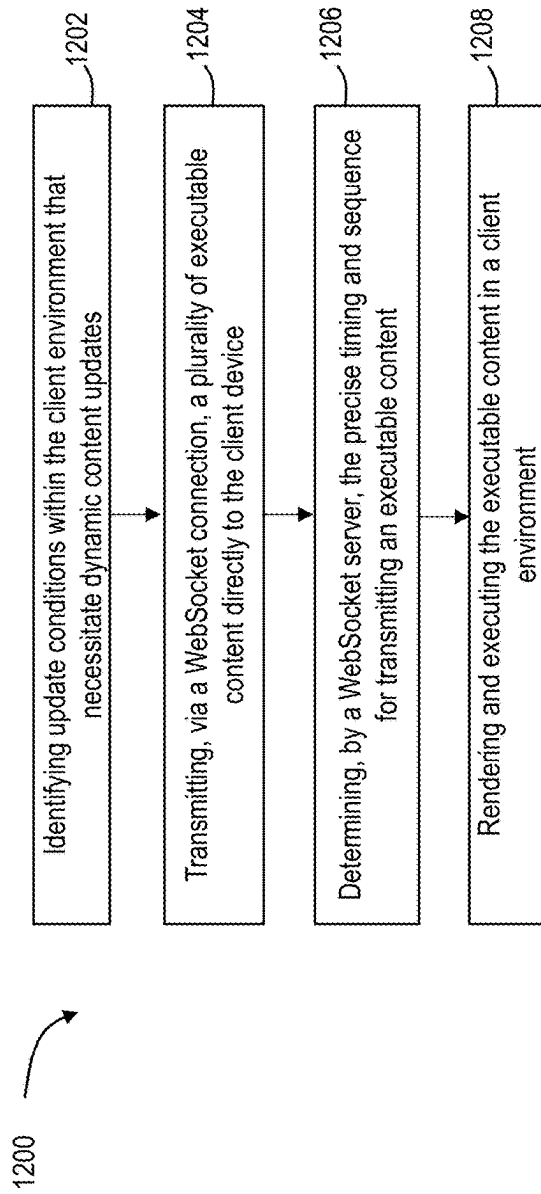 1200
Identifying update conditions within the client environment that
necessitate dynamic content updates
1202
Transmitting, via a WebSocket connection, a plurality of executable
content directly to the client device
1204
Determining, by a WebSocket server, the precise timing and sequence
for transmitting an executable content
1206
Rendering and executing the executable content in a client
environment
1208